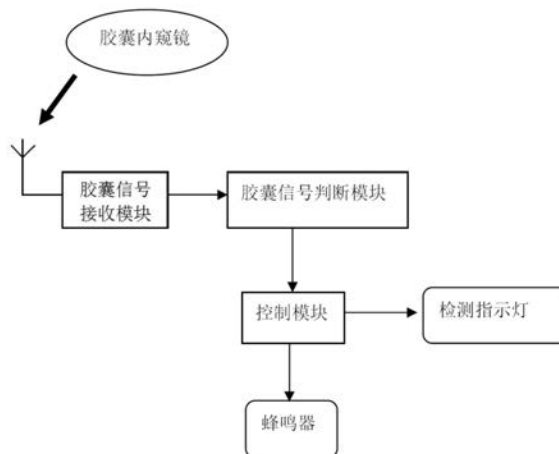 胶囊内窥镜
胶囊信号
接收模块
胶囊信号判断模块
控制模块
检测指示灯
蜂鸣器